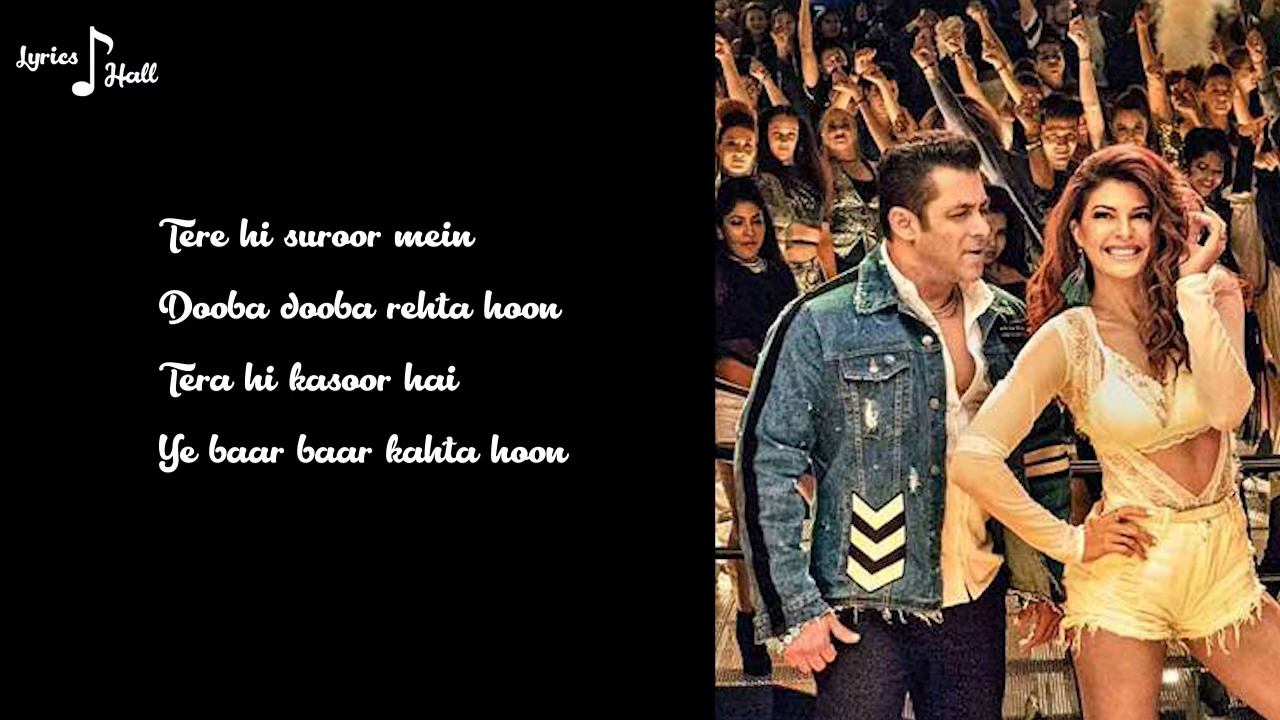 Lyrics
Hall
Tere hi suroor mein
Dooba dooba rehta hoon
Tera hi kasoor hai
Ye baar baar kahta hoon